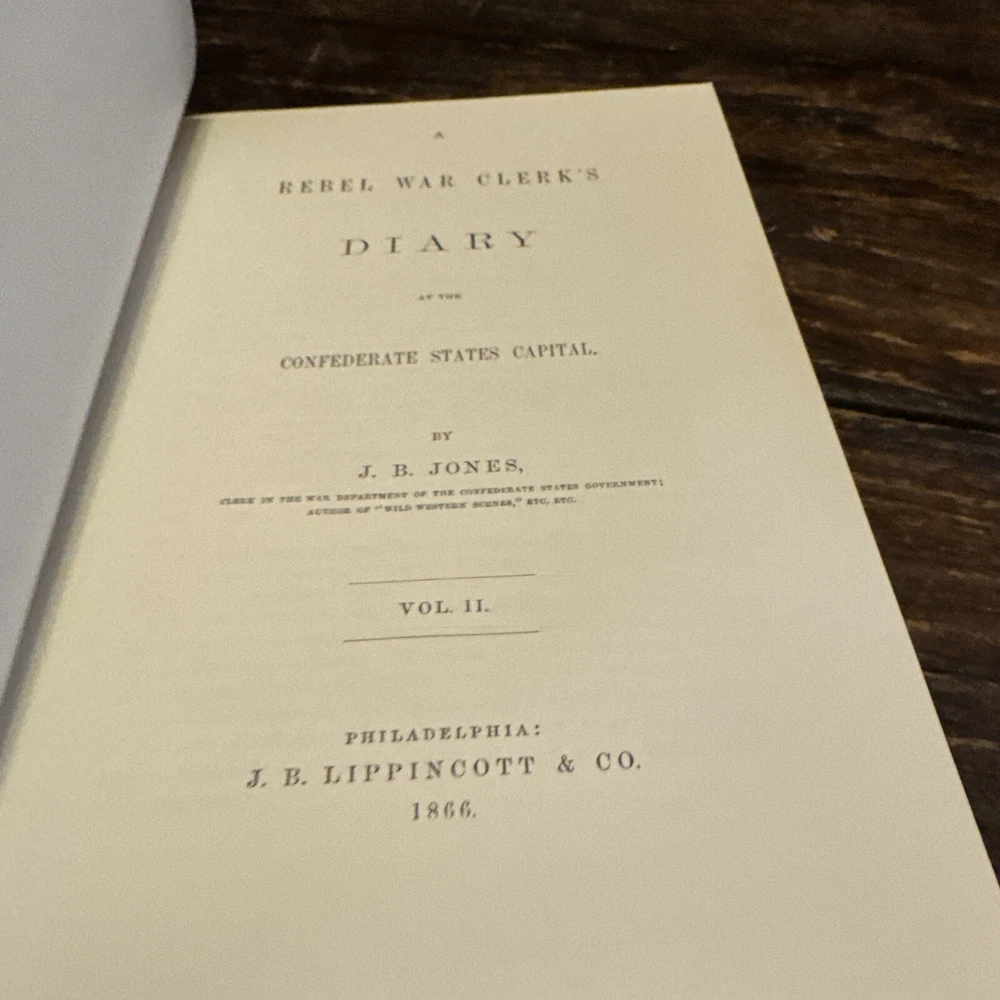 A
REBEL WAR CLERK'S
DIARY
AT THE
CONFEDERATE STATES CAPITAL.
BY
J. B. JONES,
CLERK IN THE WAR DEPARTMENT OF THE CONFEDERATE STATES GOVERNMENT;
AUTHOR OF "WILD WESTERN SCENES," ETC. ETC.
VOL. II.
PHILADELPHIA:
J. B. LIPPINCOTT & CO.
1866.